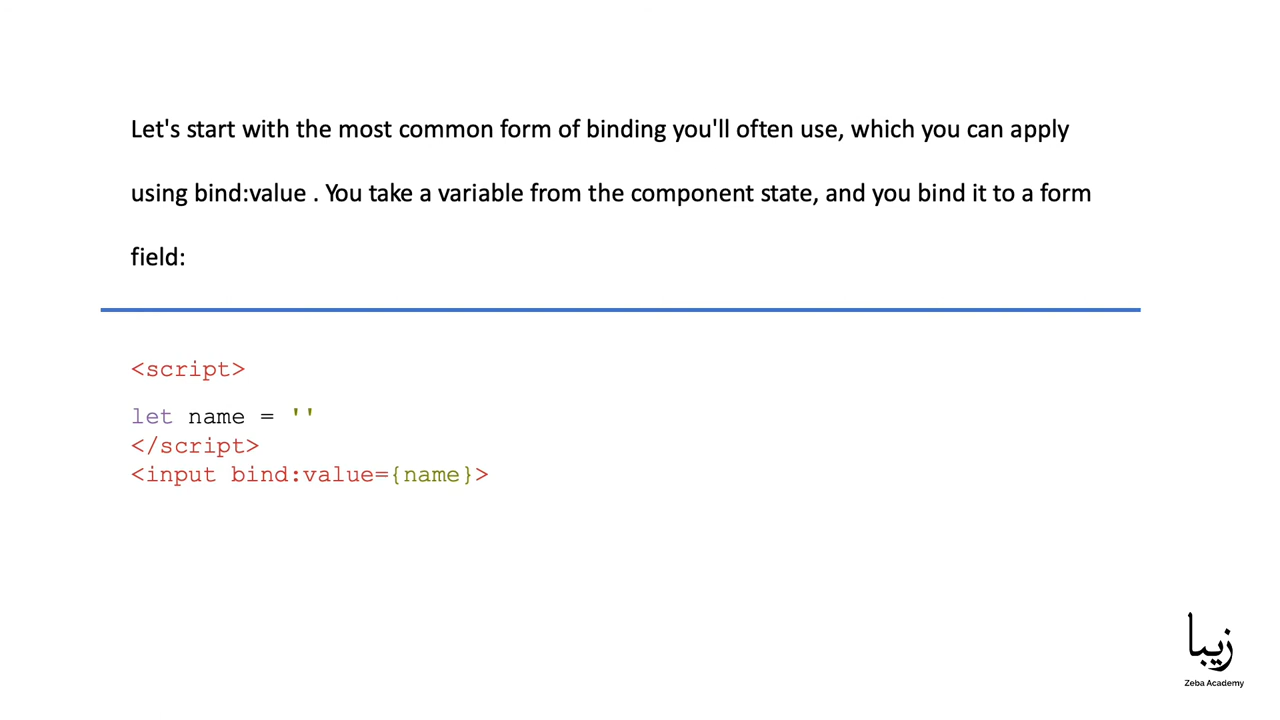 Let's start with the most common form of binding you'll often use, which you can apply
using bind:value . You take a variable from the component state, and you bind it to a form
field:
<script>
let name = ''
</script>
<input bind:value={name}>
زيبا
Zeba Academy